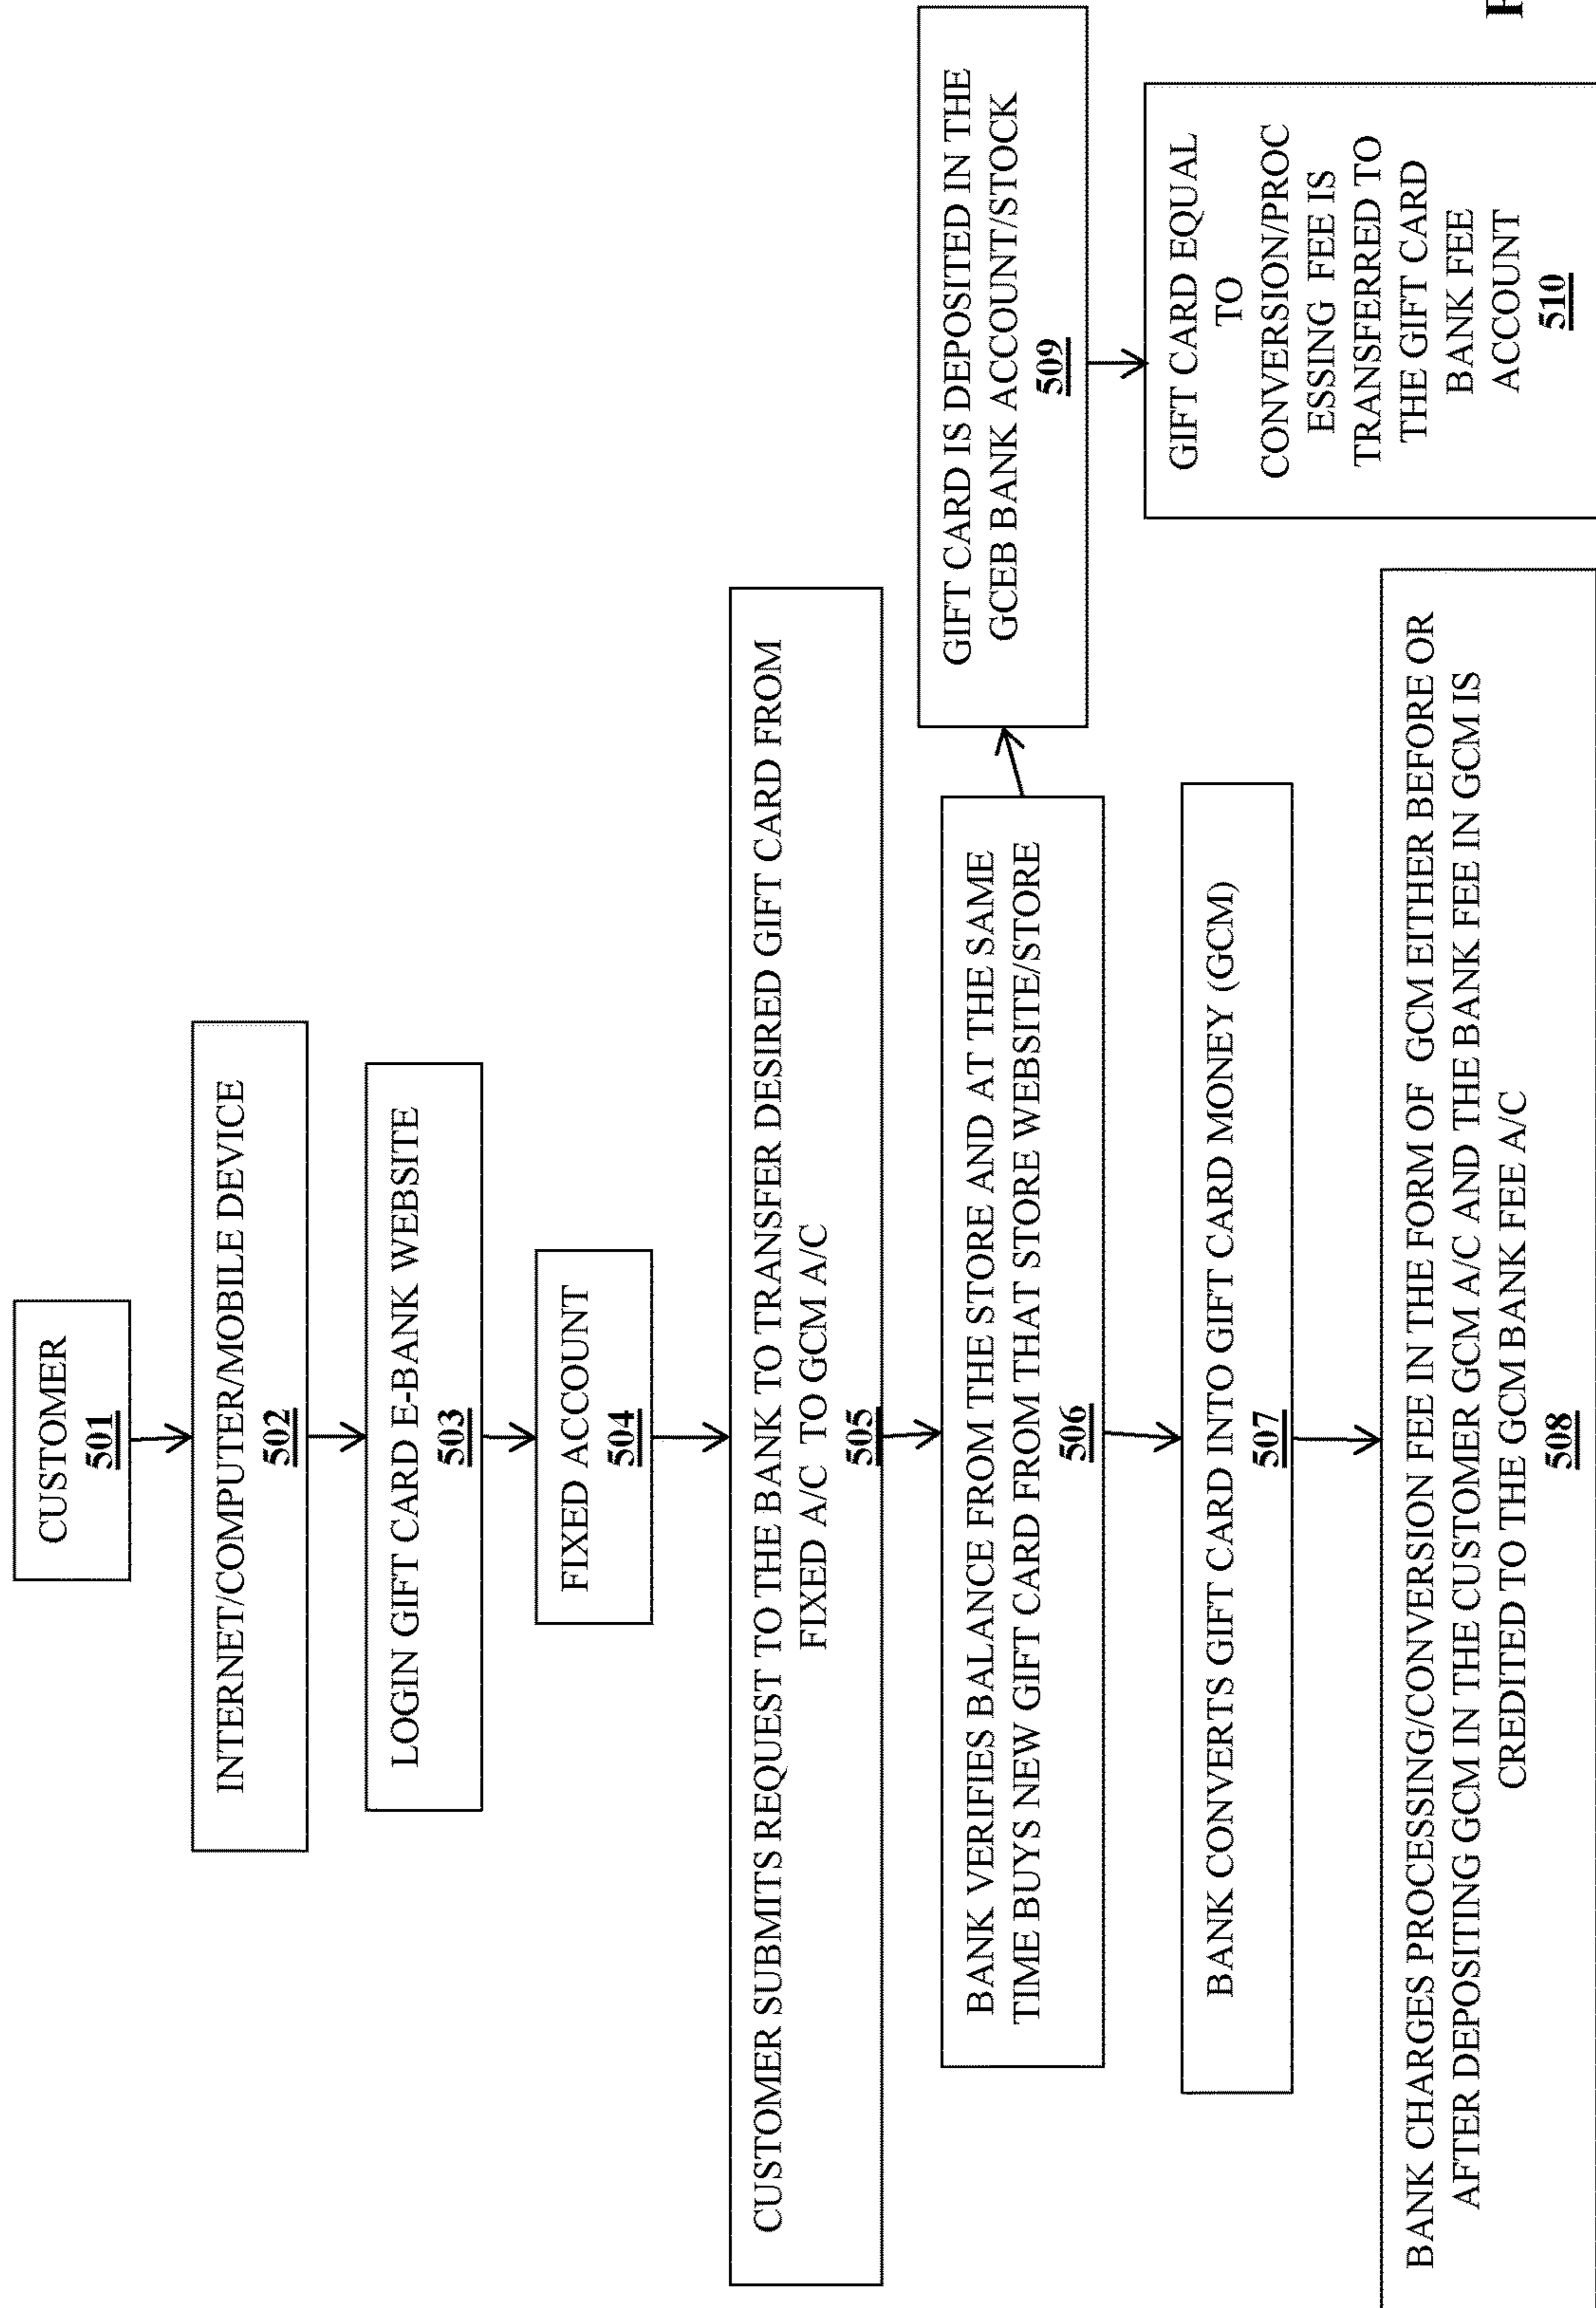 CUSTOMER
501
INTERNET/COMPUTER/MOBILE DEVICE
502
LOGIN GIFT CARD E-BANK WEBSITE
503
FIXED ACCOUNT
504
CUSTOMER SUBMITS REQUEST TO THE BANK TO TRANSFER DESIRED GIFT CARD FROM
FIXED A/C TO GCM A/C
505
BANK VERIFIES BALANCE FROM THE STORE AND AT THE SAME
TIME BUYS NEW GIFT CARD FROM THAT STORE WEBSITE/STORE
506
BANK CONVERTS GIFT CARD INTO GIFT CARD MONEY (GCM)
507
BANK CHARGES PROCESSING/CONVERSION FEE IN THE FORM OF GCM EITHER BEFORE OR
AFTER DEPOSITING GCM IN THE CUSTOMER GCM A/C AND THE BANK FEE IN GCM IS
CREDITED TO THE GCM BANK FEE A/C
508
GIFT CARD IS DEPOSITED IN THE
GCEB BANK ACCOUNT/STOCK
509
GIFT CARD EQUAL
TO
CONVERSION/PROC
ESSING FEE IS
TRANSFERRED TO
THE GIFT CARD
BANK FEE
ACCOUNT
510